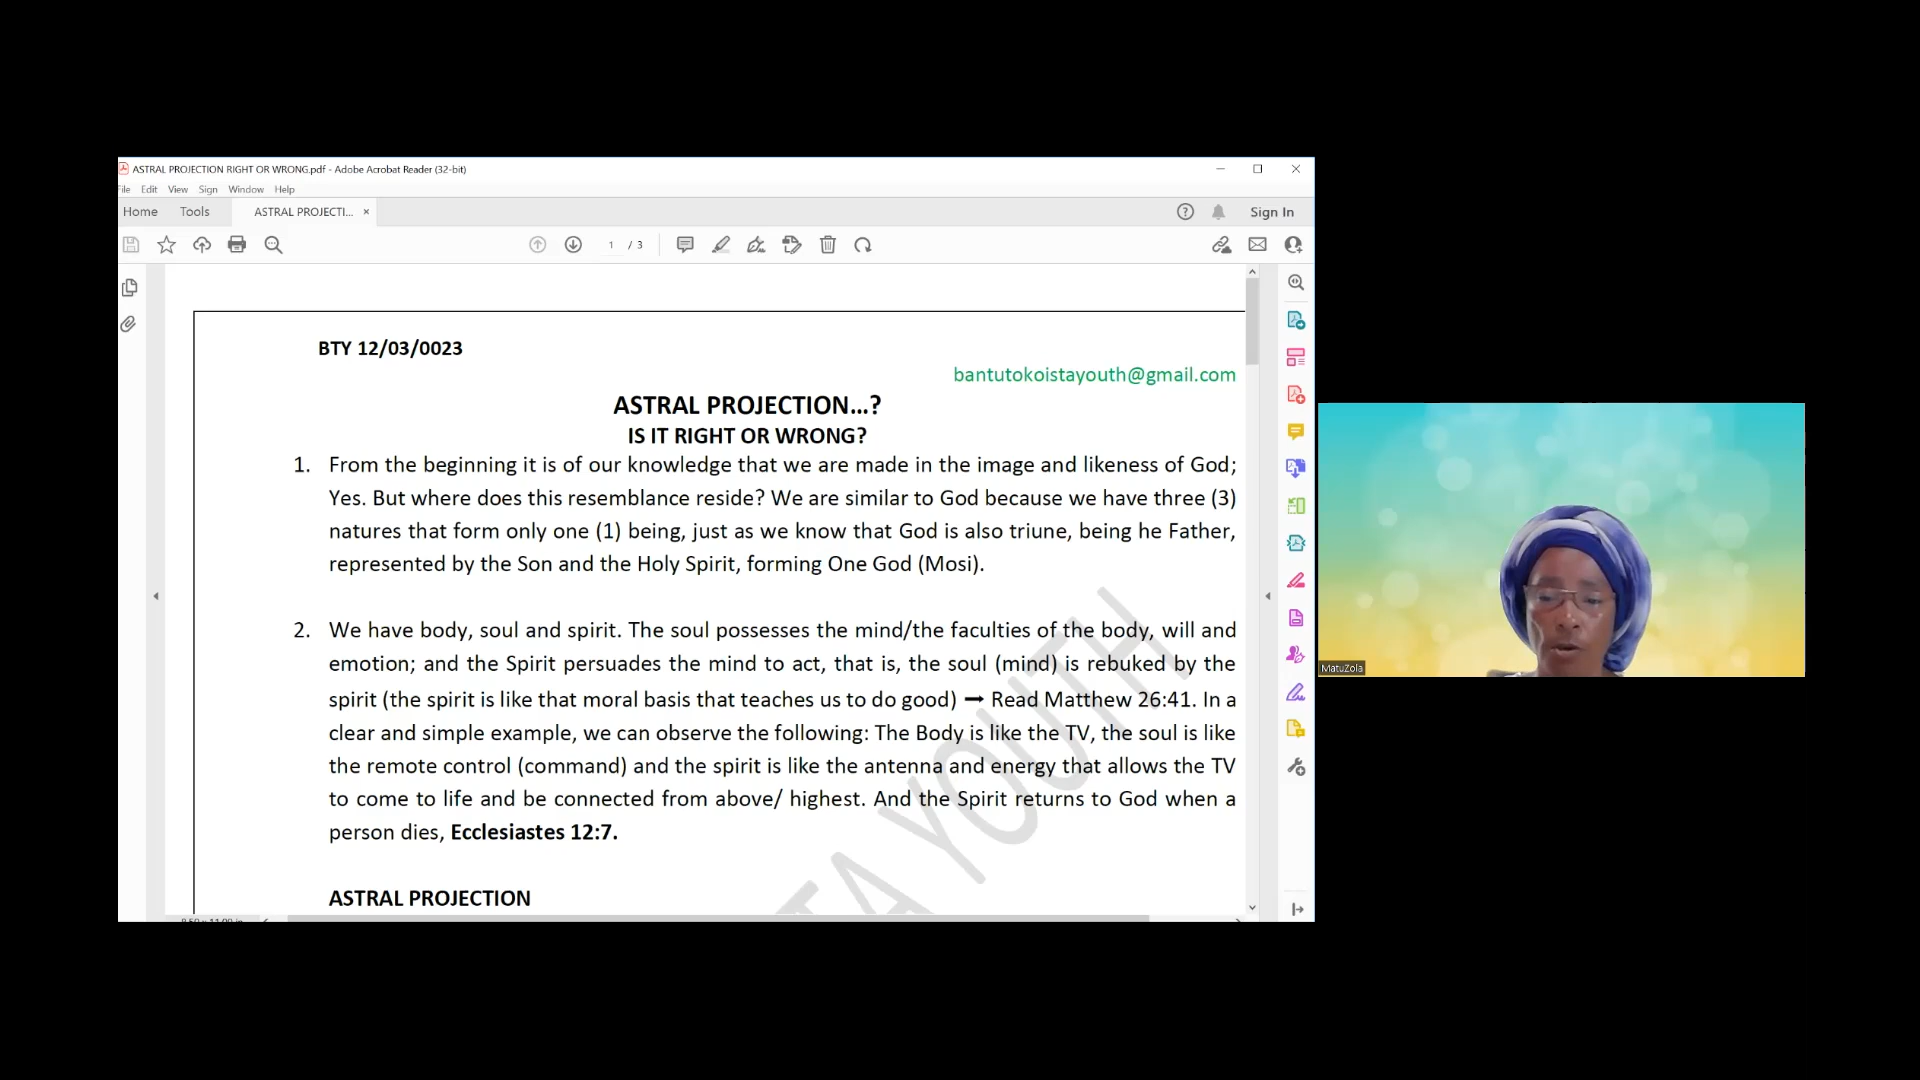 ASTRAL PROJECTION RIGHT OR WRONG.pdf - Adobe Acrobat Reader (32-bit)
File Edit View Sign Window Help
Home Tools ASTRAL PROJECTI... × Sign In
1 / 3
BTY 12/03/0023
bantutokoistayouth@gmail.com
ASTRAL PROJECTION...?
IS IT RIGHT OR WRONG?
1. From the beginning it is of our knowledge that we are made in the image and likeness of God;
Yes. But where does this resemblance reside? We are similar to God because we have three (3)
natures that form only one (1) being, just as we know that God is also triune, being he Father,
represented by the Son and the Holy Spirit, forming One God (Mosi).
2. We have body, soul and spirit. The soul possesses the mind/the faculties of the body, will and
emotion; and the Spirit persuades the mind to act, that is, the soul (mind) is rebuked by the
spirit (the spirit is like that moral basis that teaches us to do good) → Read Matthew 26:41. In a
clear and simple example, we can observe the following: The Body is like the TV, the soul is like
the remote control (command) and the spirit is like the antenna and energy that allows the TV
to come to life and be connected from above/ highest. And the Spirit returns to God when a
person dies, Ecclesiastes 12:7.
ASTRAL PROJECTION
TA YOUTH
MatuZola